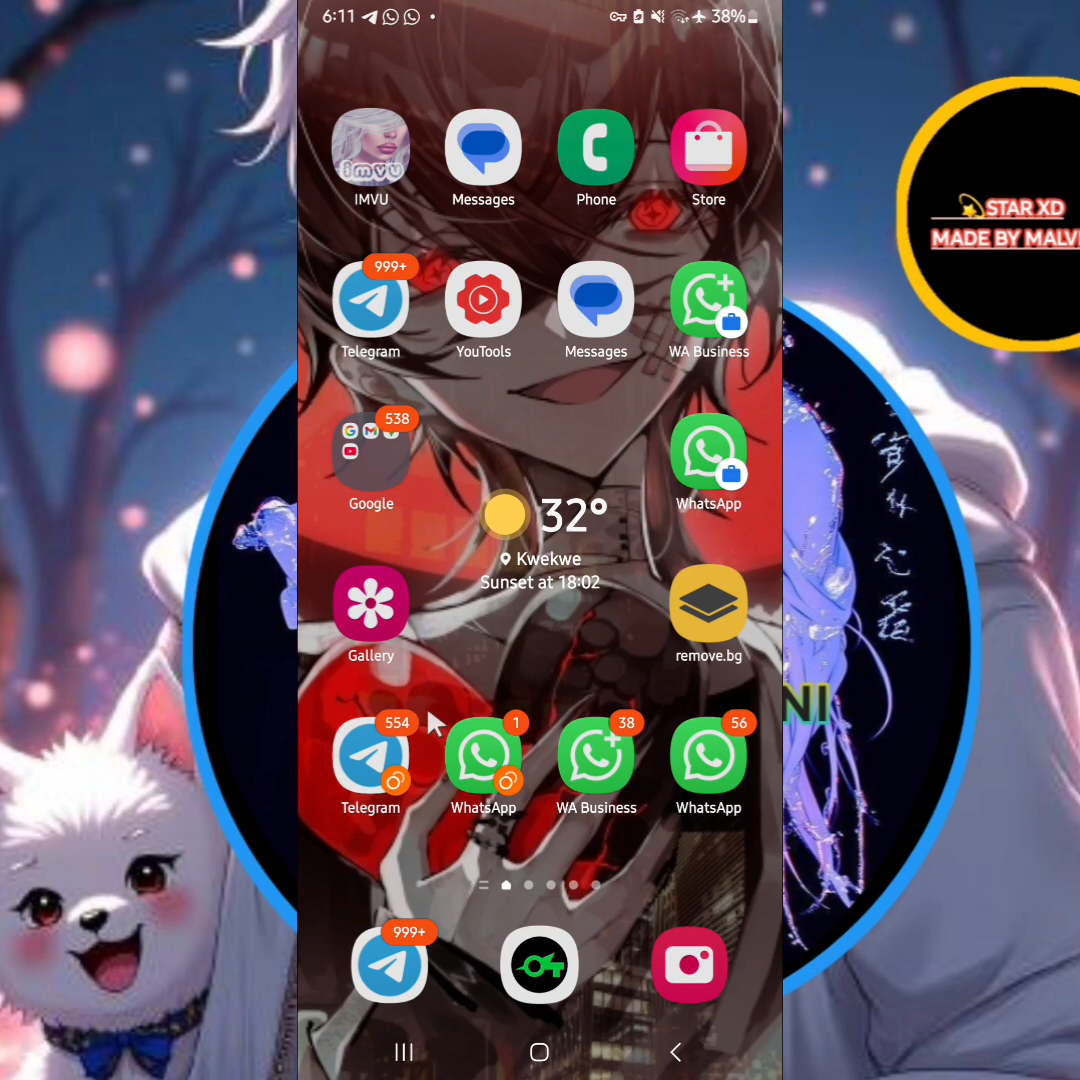 6:11
38%
STAR XD
MADE BY MALV
imvu
IMVU
Messages
Phone
Store
999+
Telegram
YouTools
Messages
WA Business
538
Google
WhatsApp
32°
Kwekwe
Sunset at 18:02
Gallery
remove.bg
NI
554
1
38
56
Telegram
WhatsApp
WA Business
WhatsApp
999+